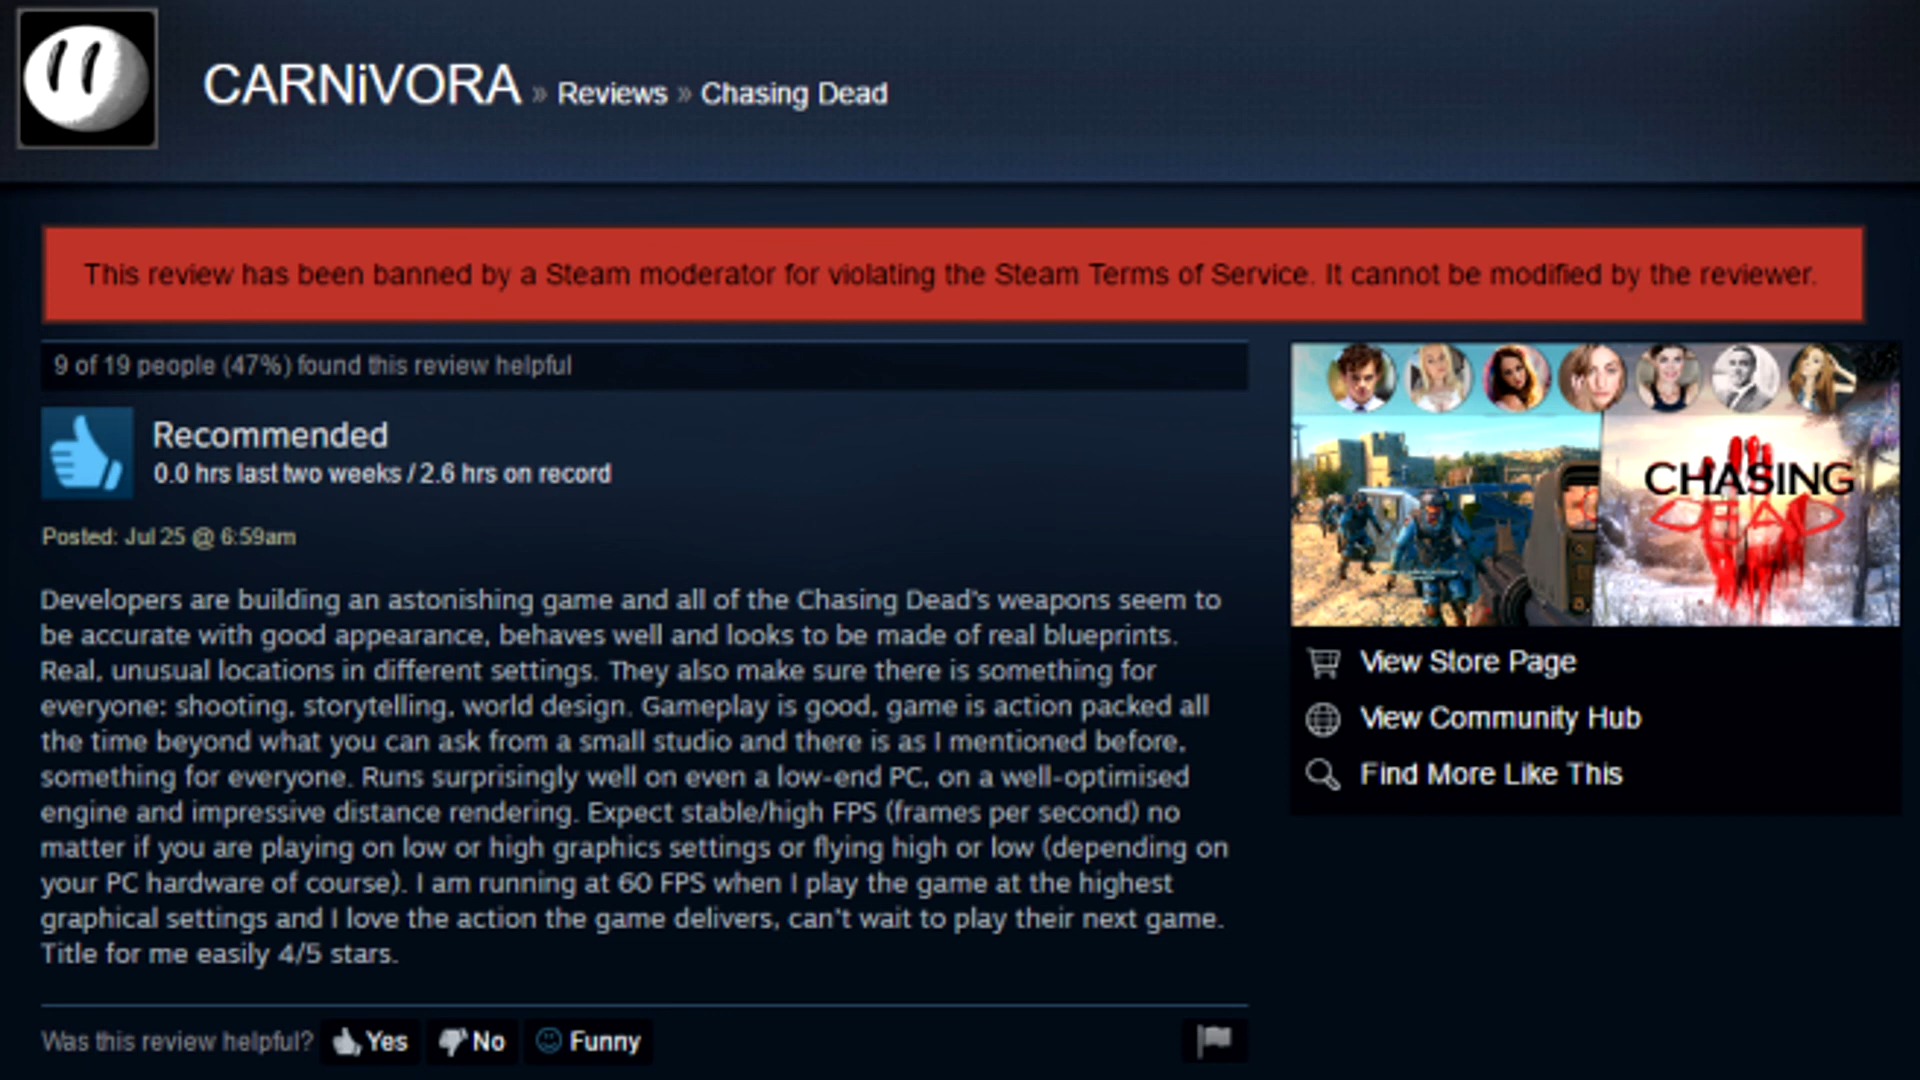 CARNiVORA » Reviews » Chasing Dead
This review has been banned by a Steam moderator for violating the Steam Terms of Service. It cannot be modified by the reviewer.
9 of 19 people (47%) found this review helpful
Recommended
0.0 hrs last two weeks / 2.6 hrs on record
Posted: Jul 25 @ 6:59am
Developers are building an astonishing game and all of the Chasing Dead's weapons seem to
be accurate with good appearance, behaves well and looks to be made of real blueprints.
Real, unusual locations in different settings. They also make sure there is something for
everyone: shooting, storytelling, world design. Gameplay is good, game is action packed all
the time beyond what you can ask from a small studio and there is as I mentioned before,
something for everyone. Runs surprisingly well on even a low-end PC, on a well-optimised
engine and impressive distance rendering. Expect stable/high FPS (frames per second) no
matter if you are playing on low or high graphics settings or flying high or low (depending on
your PC hardware of course). I am running at 60 FPS when I play the game at the highest
graphical settings and I love the action the game delivers, can't wait to play their next game.
Title for me easily 4/5 stars.
Was this review helpful? Yes No Funny
CHASING
DEAD
View Store Page
View Community Hub
Find More Like This